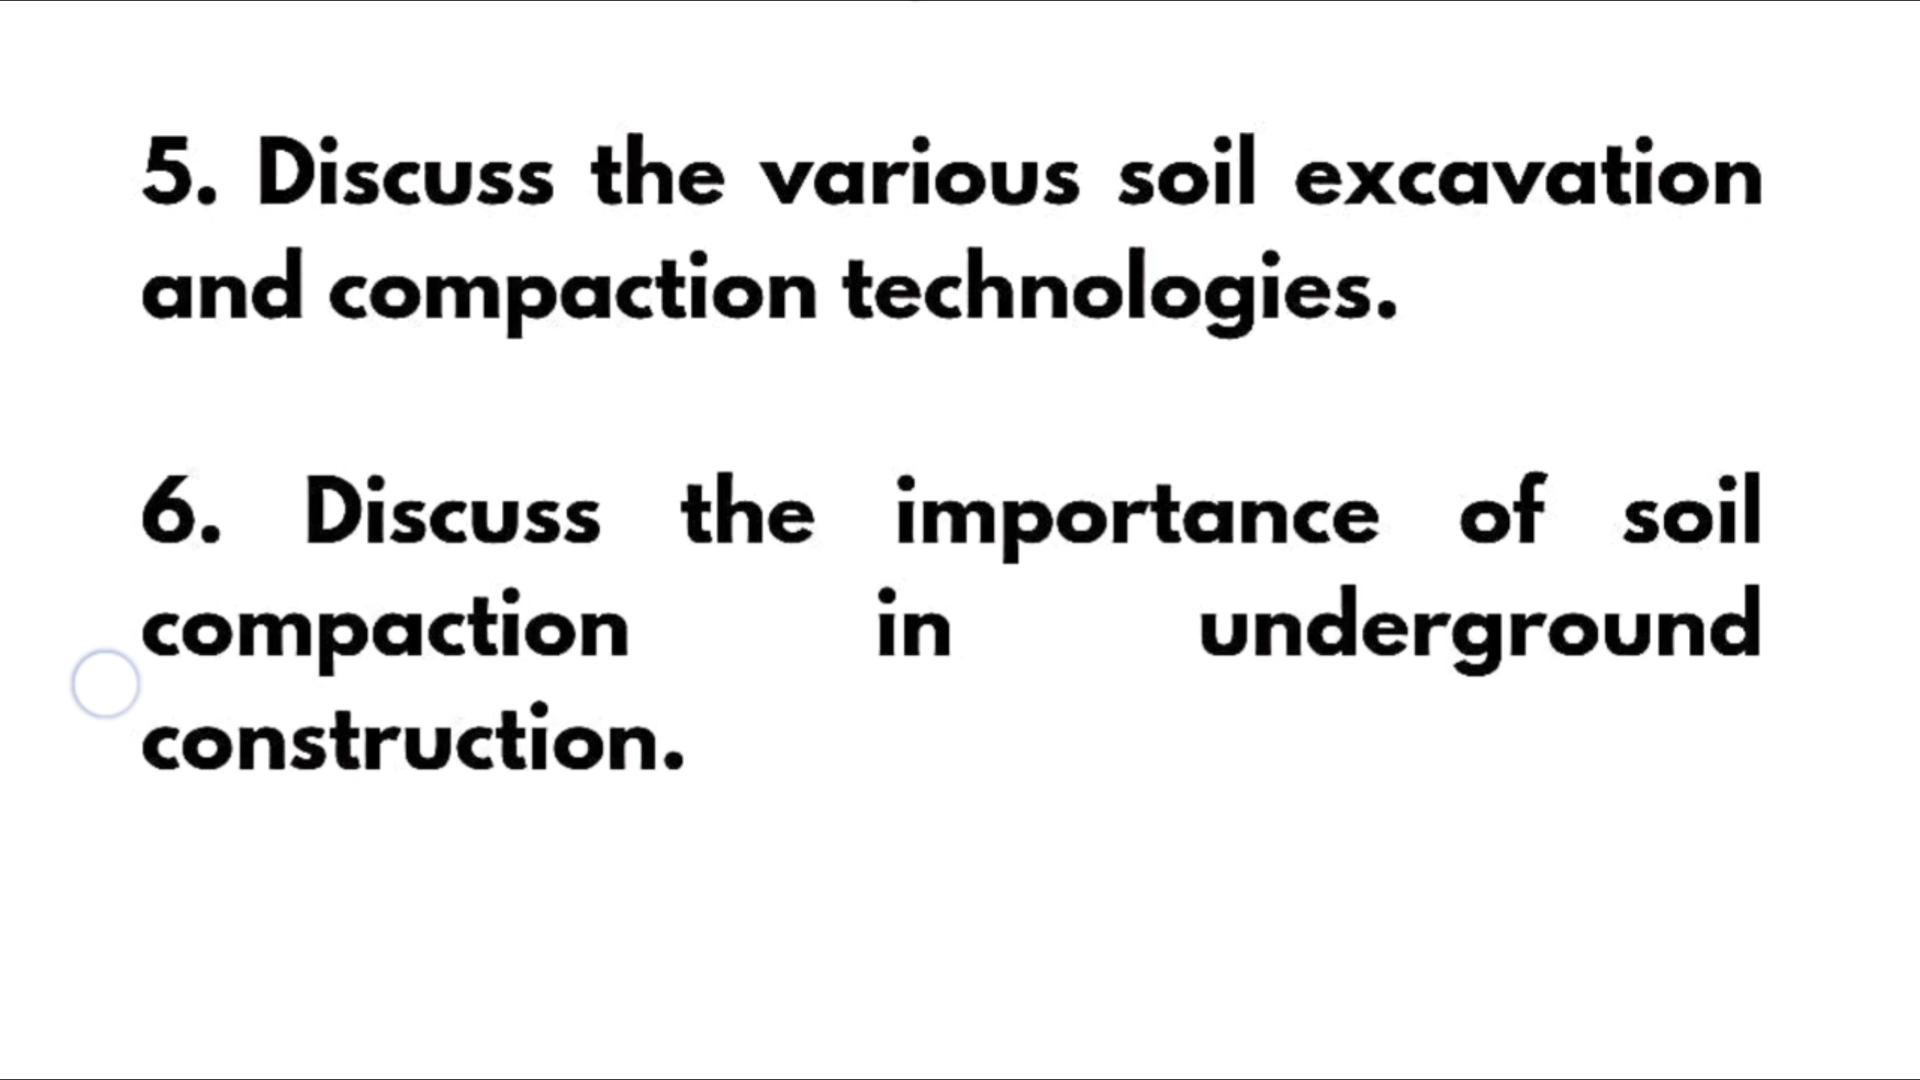 5. Discuss the various soil excavation
and compaction technologies.
6. Discuss the importance of soil
compaction in underground
construction.